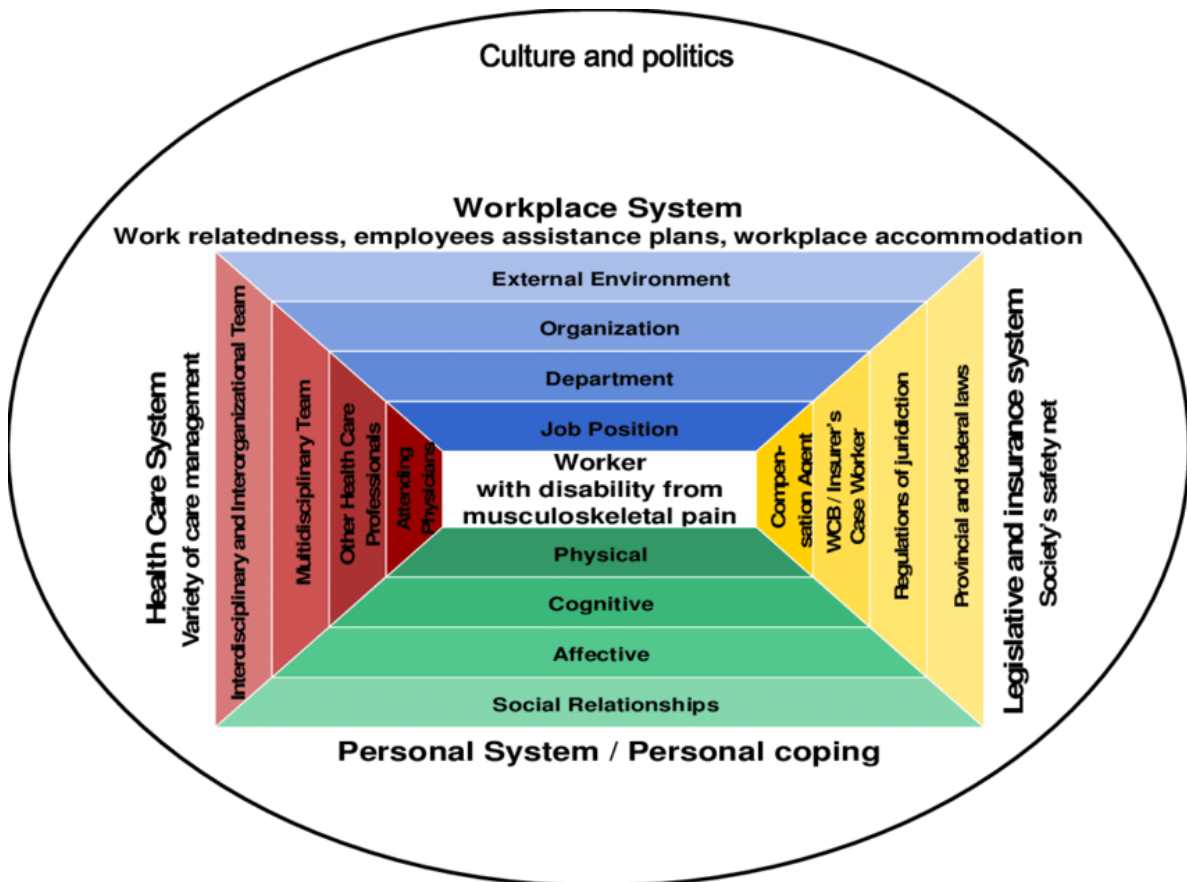 Culture and politics
Workplace System
Work relatedness, employees assistance plans, workplace accommodation
External Environment
Organization
Department
Job Position
Worker
with disability from
musculoskeletal pain
Physical
Cognitive
Affective
Social Relationships
Personal System / Personal coping
Health Care System
Variety of care management
Interdisciplinary and Interorganizational Team
Multidisciplinary Team
Other Health Care
Professionals
Attending
Physicians
Compen-
sation Agent
WCB / Insurer's
Case Worker
Regulations of juridiction
Provincial and federal laws
Legislative and insurance system
Society's safety net